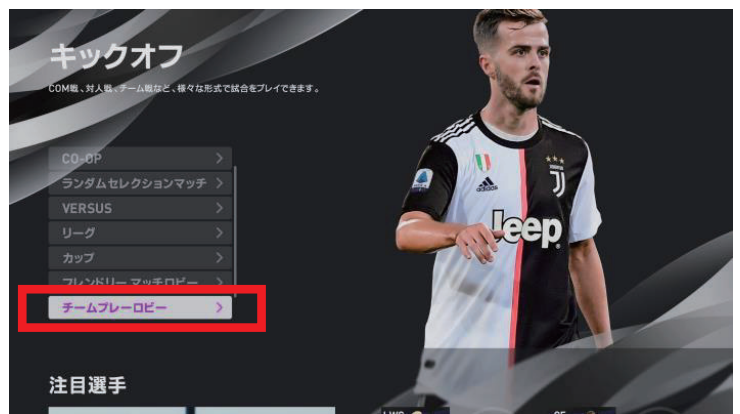 キックオフ
COM戦、対人戦、チーム戦など、様々な形式で試合をプレイできます。
CO-OP
ランダムセレクションマッチ
VERSUS
リーグ
カップ
フレンドリー マッチロビー
チームプレーロビー
adidas
Jeep
注目選手
LWG
CF